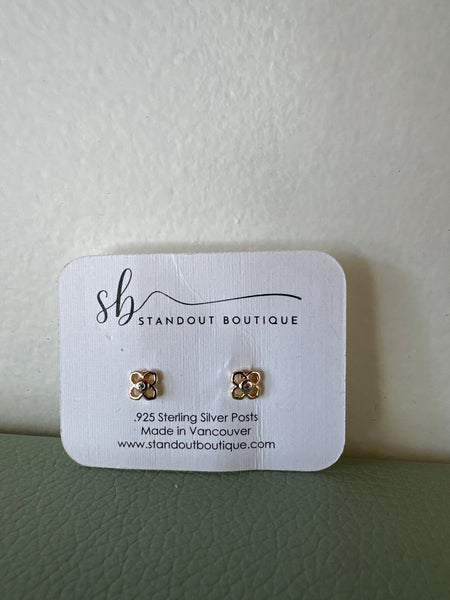 sb
STANDOUT BOUTIQUE
.925 Sterling Silver Posts
Made in Vancouver
www.standoutboutique.com